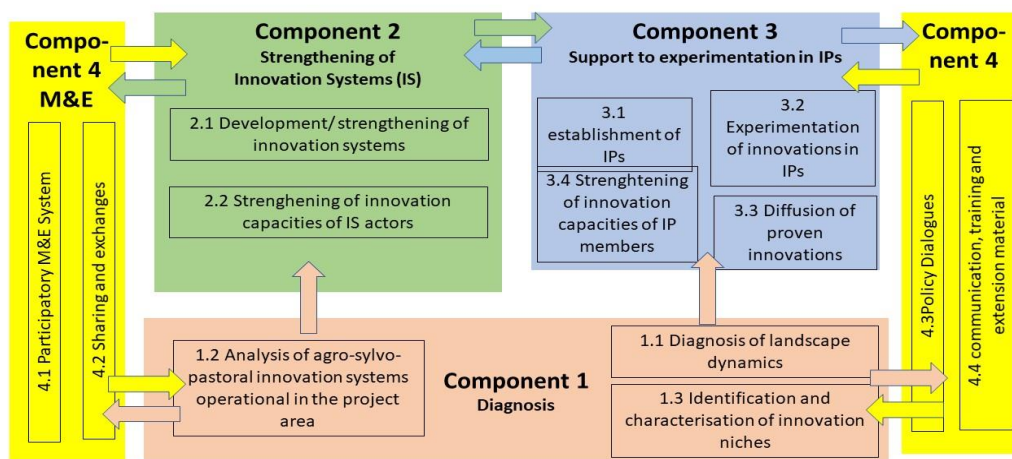 Compo-
nent 4
M&E
4.1 Participatory M&E System
4.2 Sharing and exchanges
Component 2
Strengthening of
Innovation Systems (IS)
2.1 Development/ strengthening of
innovation systems
2.2 Strenghening of innovation
capacities of IS actors
Component 3
Support to experimentation in IPs
3.1
establishment of
IPs
3.2
Experimentation
of innovations in
IPs
3.4 Strenghtening
of innovation
capacities of IP
members
3.3 Diffusion of
proven
innovations
Compo-
nent 4
4.3Policy Dialogues
4.4 communication, training and
extension material
1.2 Analysis of agro-sylvo-
pastoral innovation systems
operational in the project
area
Component 1
Diagnosis
1.1 Diagnosis of landscape
dynamics
1.3 Identification and
characterisation of innovation
niches